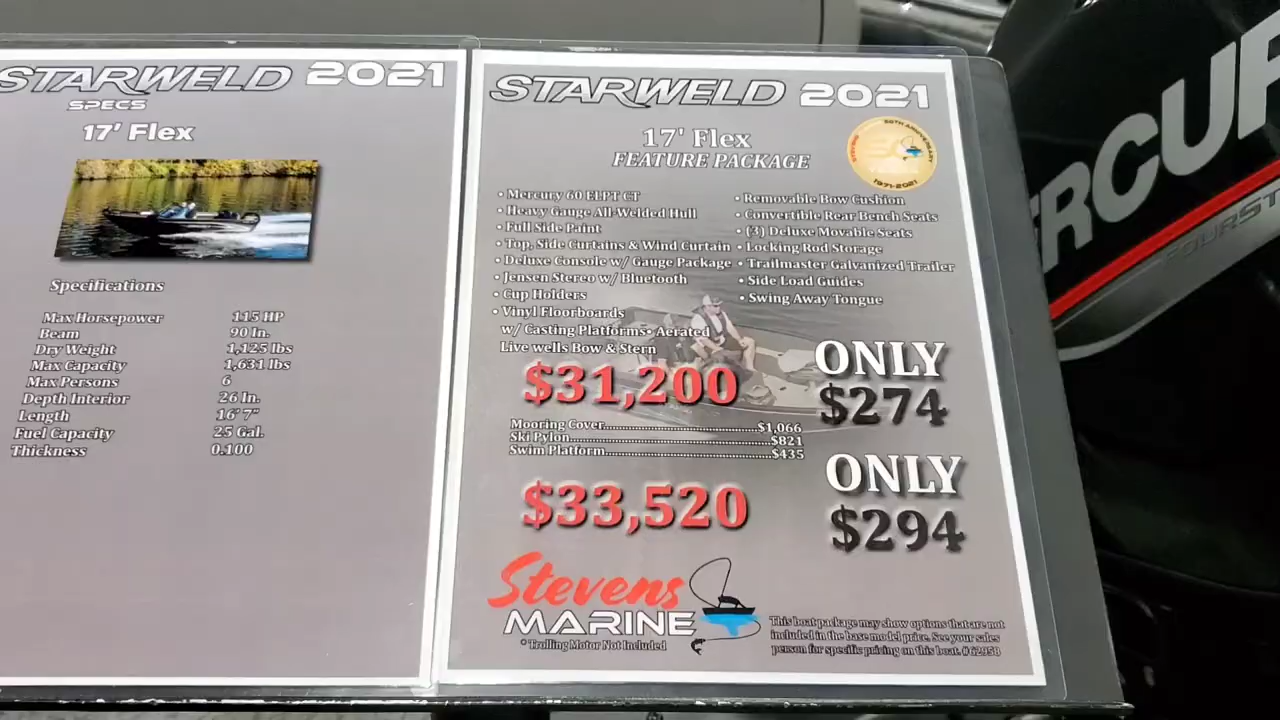 STARWELD 2021
SPECS
17' Flex
Specifications
Max Horsepower 115 HP
Beam 90 In.
Dry Weight 1,125 lbs
Max Capacity 1,631 lbs
Max Persons 6
Depth Interior 26 In.
Length 16' 7"
Fuel Capacity 25 Gal.
Thickness 0.100
STARWELD 2021
17' Flex
FEATURE PACKAGE
50TH ANNIVERSARY
1971-2021
• Mercury 60 ELPT CT
• Heavy Gauge All-Welded Hull
• Full Side Paint
• Top, Side Curtains & Wind Curtain
• Deluxe Console w/ Gauge Package
• Jensen Stereo w/ Bluetooth
• Cup Holders
• Vinyl Floorboards
w/ Casting Platforms • Aerated
Live wells Bow & Stern
• Removable Bow Cushion
• Convertible Rear Bench Seats
• (3) Deluxe Movable Seats
• Locking Rod Storage
• Trailmaster Galvanized Trailer
• Side Load Guides
• Swing Away Tongue
$31,200
ONLY
$274
Mooring Cover....................$1,066
Ski Pylon....................$821
Swim Platform....................$435
$33,520
ONLY
$294
Stevens
MARINE
* Trolling Motor Not Included
This boat package may show options that are not
included in the base model price. See your sales
person for specific pricing on this boat. #6295B
ERCUR
FOURST